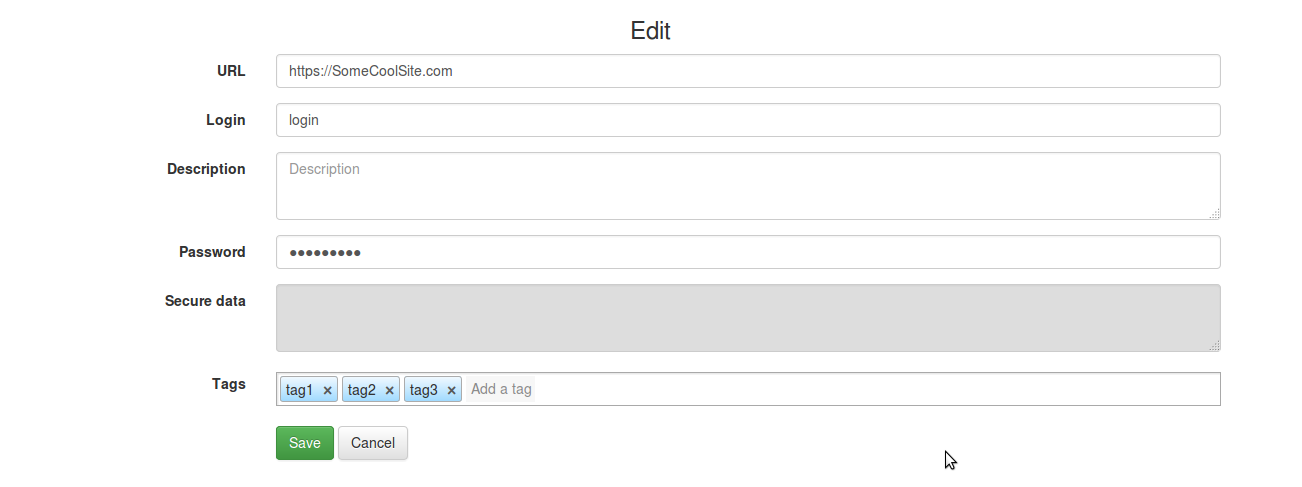 Edit
URL https://SomeCoolSite.com
Login login
Description Description
Password •••••••••
Secure data
Tags tag1 × tag2 × tag3 × Add a tag
Save Cancel